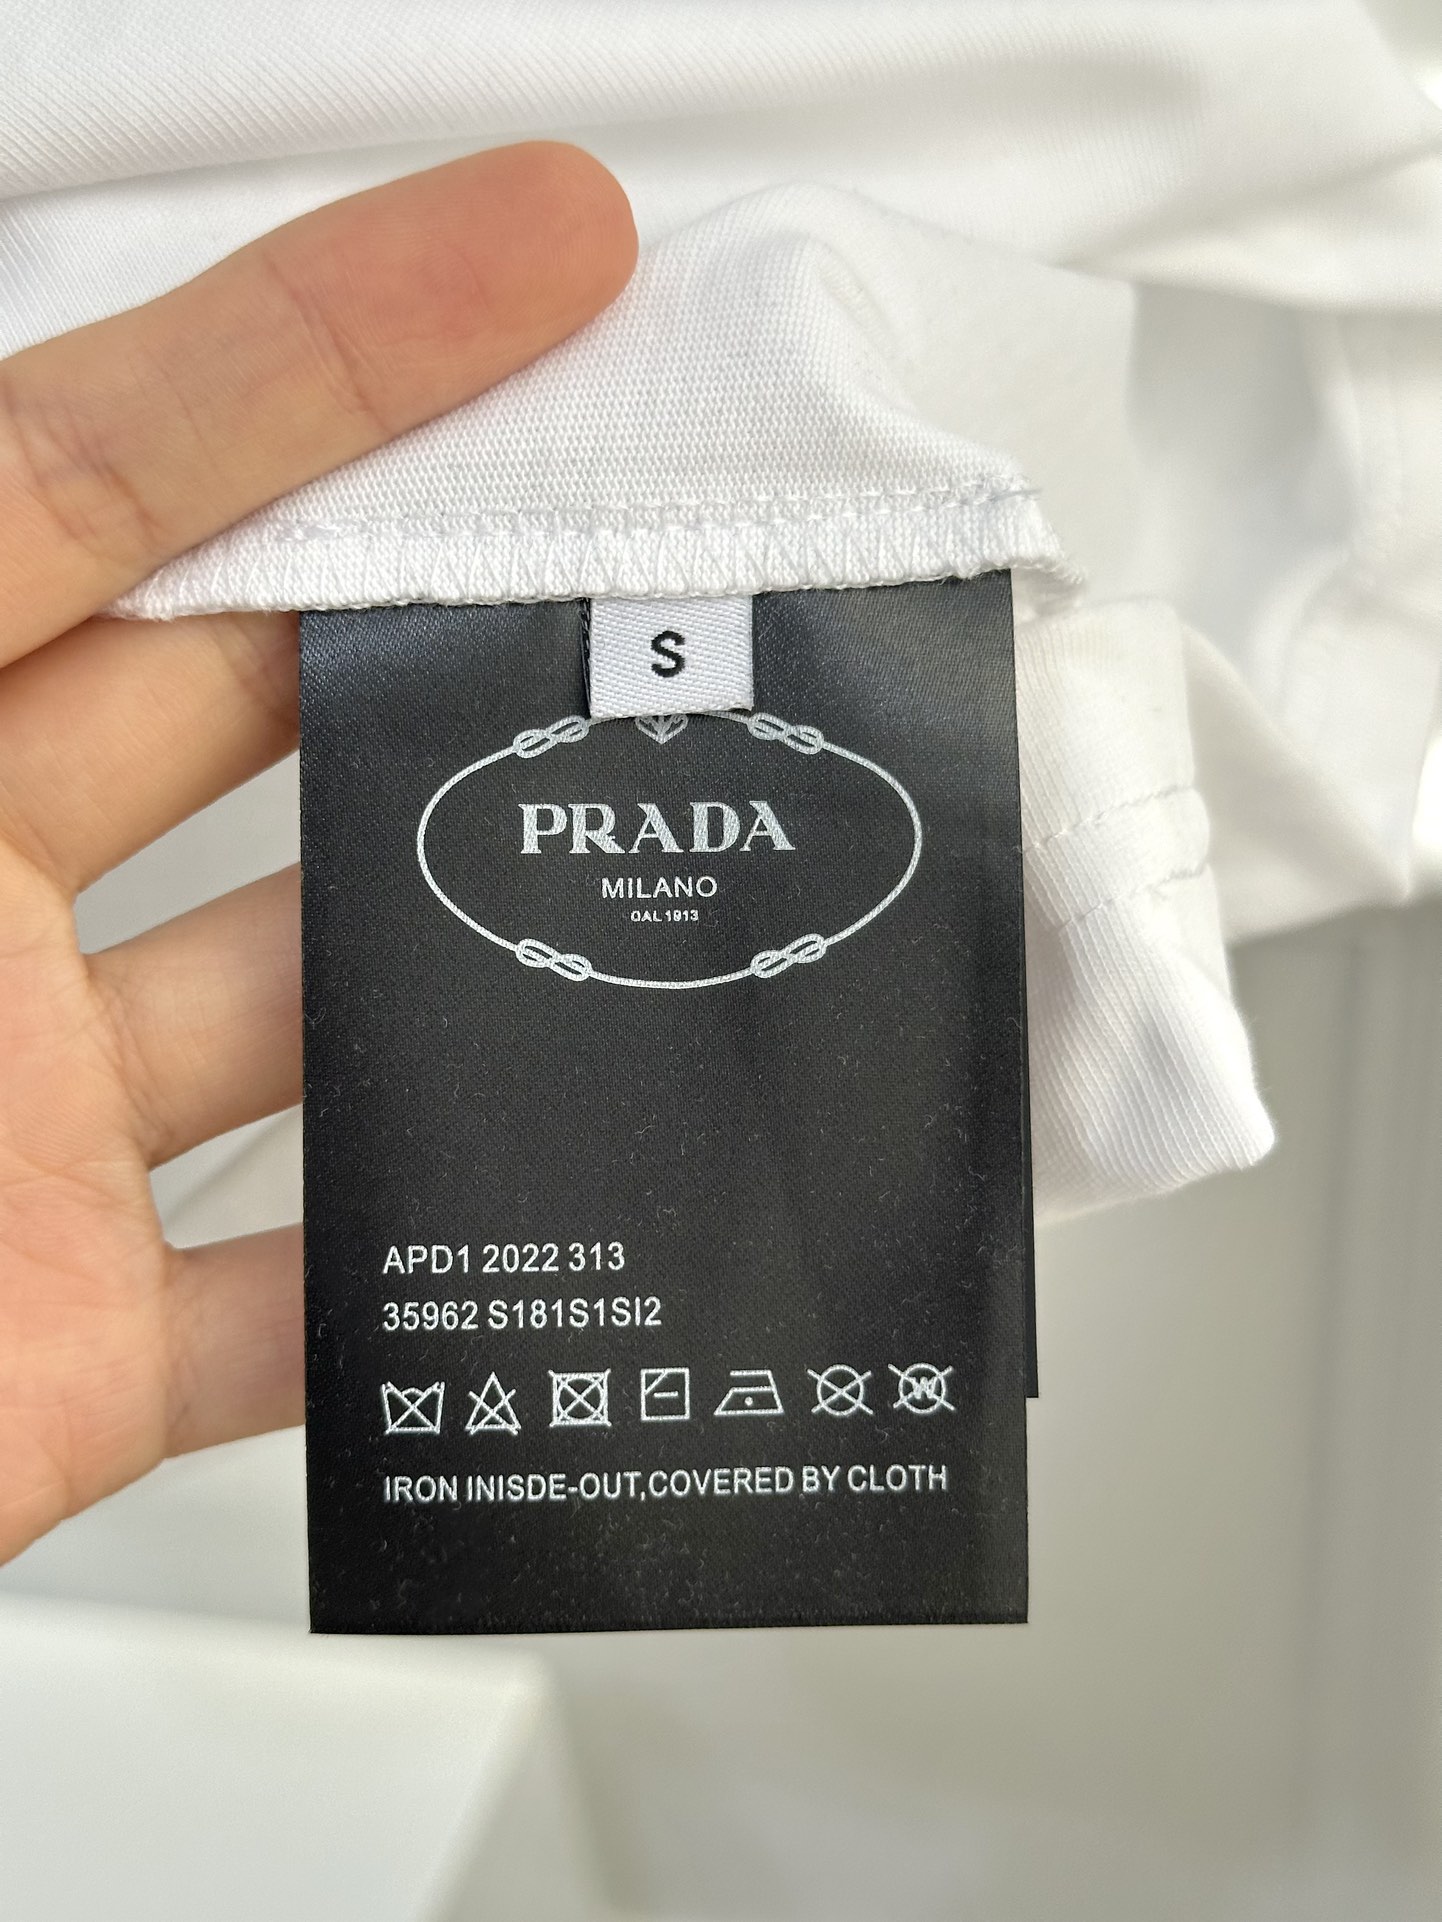 S
PRADA
MILANO
DAL 1913
APD1 2022 313
35962 S181S1SI2
W
IRON INISDE-OUT,COVERED BY CLOTH